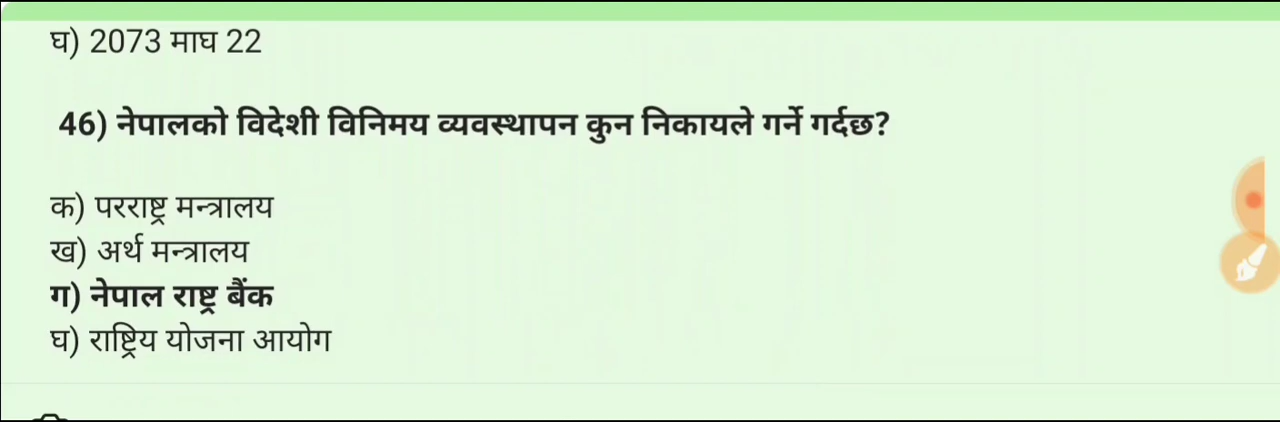 घ) 2073 माघ 22
46) नेपालको विदेशी विनिमय व्यवस्थापन कुन निकायले गर्ने गर्दछ?
क) परराष्ट्र मन्त्रालय
ख) अर्थ मन्त्रालय
ग) नेपाल राष्ट्र बैंक
घ) राष्ट्रिय योजना आयोग